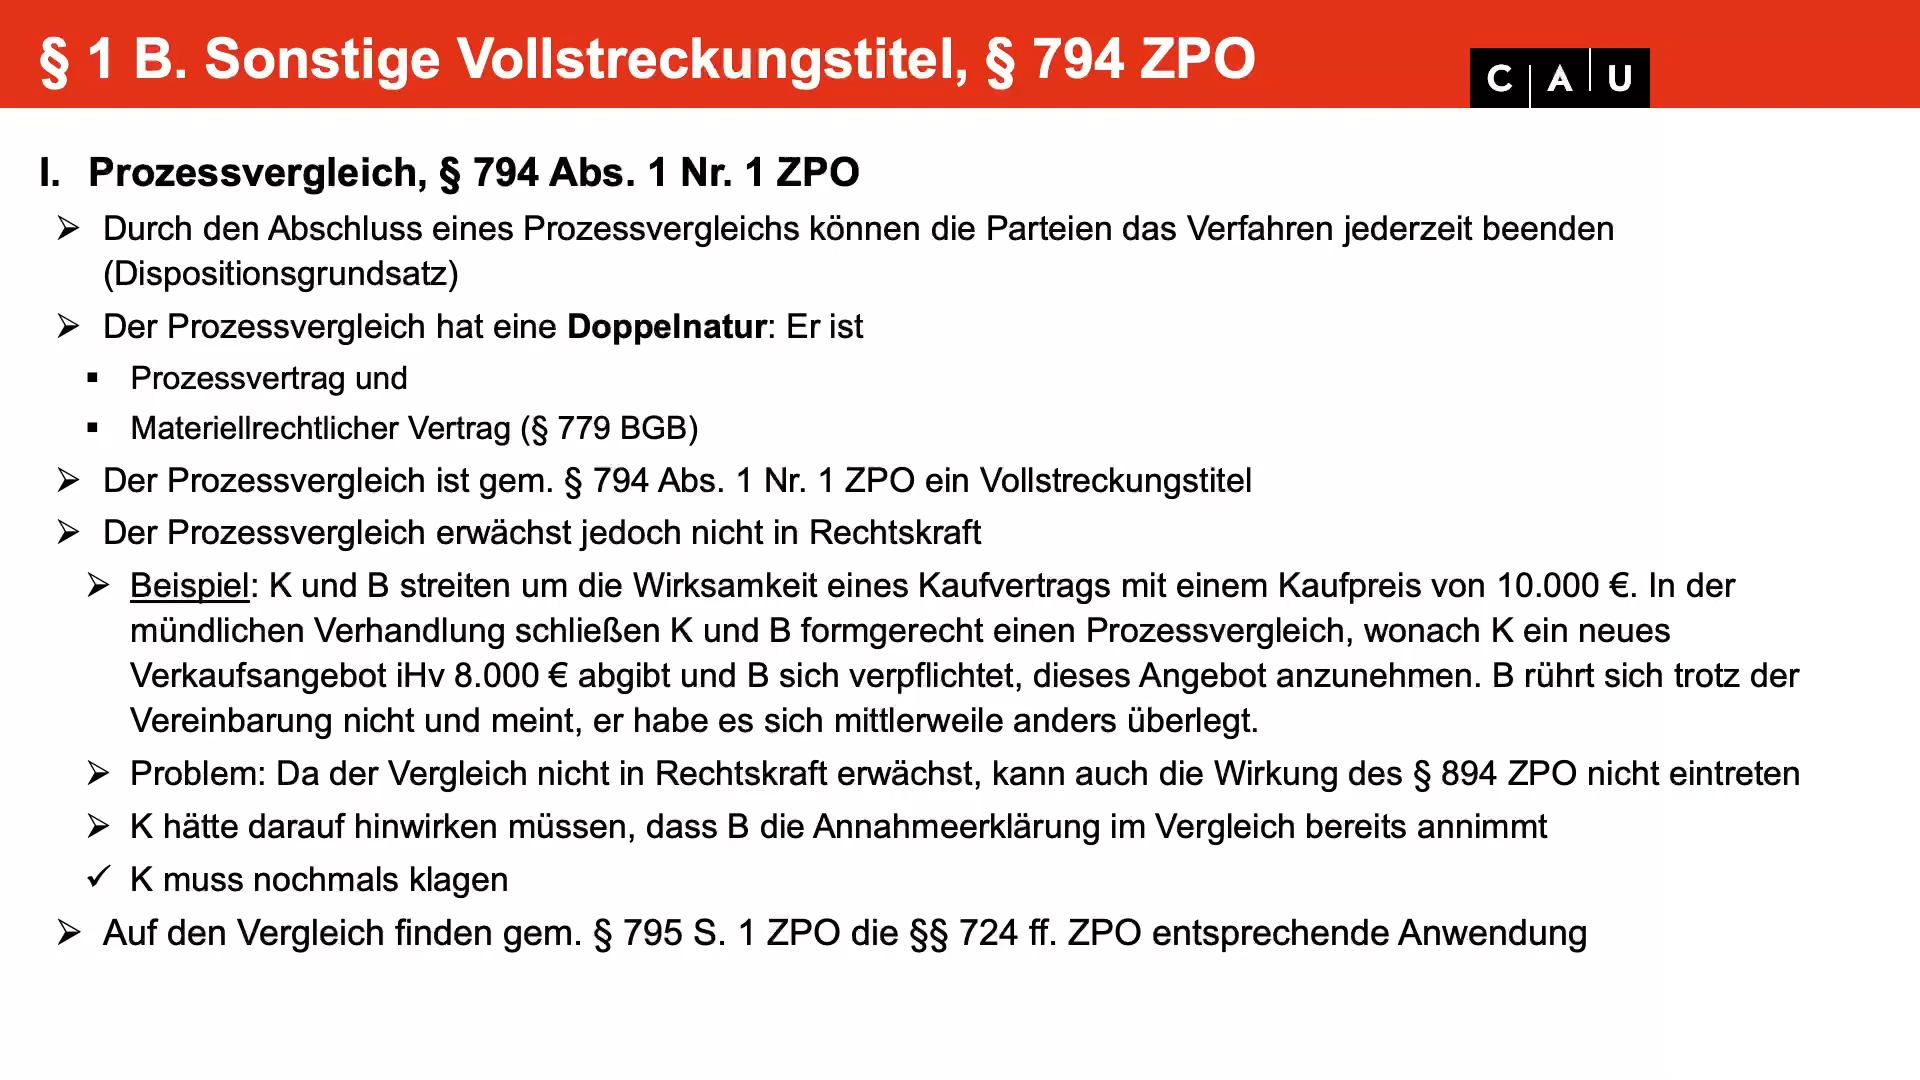 § 1 B. Sonstige Vollstreckungstitel, § 794 ZPO
C A U
I. Prozessvergleich, § 794 Abs. 1 Nr. 1 ZPO
➢ Durch den Abschluss eines Prozessvergleichs können die Parteien das Verfahren jederzeit beenden
(Dispositionsgrundsatz)
➢ Der Prozessvergleich hat eine Doppelnatur: Er ist
▪ Prozessvertrag und
▪ Materiellrechtlicher Vertrag (§ 779 BGB)
➢ Der Prozessvergleich ist gem. § 794 Abs. 1 Nr. 1 ZPO ein Vollstreckungstitel
➢ Der Prozessvergleich erwächst jedoch nicht in Rechtskraft
➢ Beispiel: K und B streiten um die Wirksamkeit eines Kaufvertrags mit einem Kaufpreis von 10.000 €. In der
mündlichen Verhandlung schließen K und B formgerecht einen Prozessvergleich, wonach K ein neues
Verkaufsangebot iHv 8.000 € abgibt und B sich verpflichtet, dieses Angebot anzunehmen. B rührt sich trotz der
Vereinbarung nicht und meint, er habe es sich mittlerweile anders überlegt.
➢ Problem: Da der Vergleich nicht in Rechtskraft erwächst, kann auch die Wirkung des § 894 ZPO nicht eintreten
➢ K hätte darauf hinwirken müssen, dass B die Annahmeerklärung im Vergleich bereits annimmt
✓ K muss nochmals klagen
➢ Auf den Vergleich finden gem. § 795 S. 1 ZPO die §§ 724 ff. ZPO entsprechende Anwendung